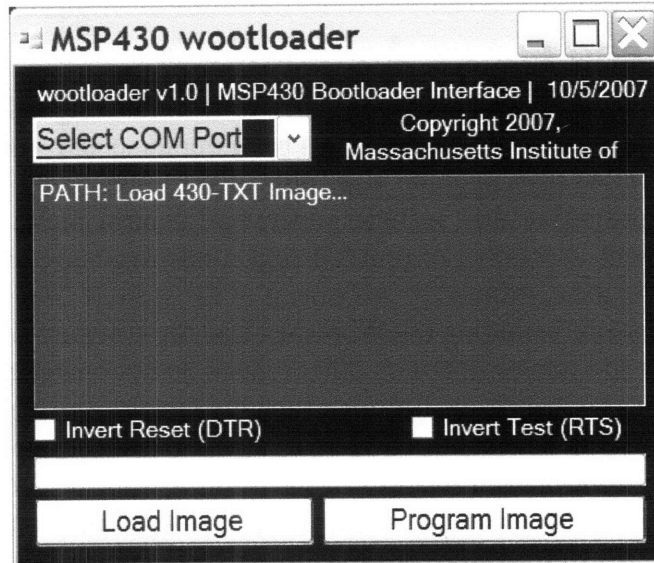 MSP430 wootloader
wootloader v1.0 | MSP430 Bootloader Interface | 10/5/2007
Select COM Port
Copyright 2007,
Massachusetts Institute of
PATH: Load 430-TXT Image...
Invert Reset (DTR)
Invert Test (RTS)
Load Image
Program Image